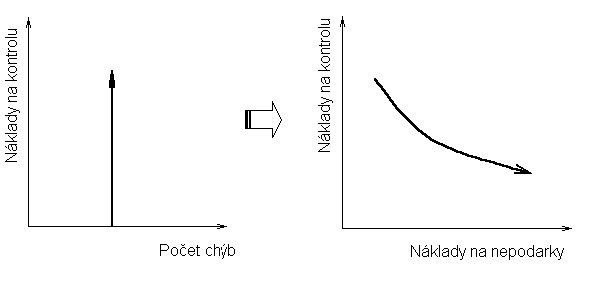 Náklady na kontrolu
Počet chýb
Náklady na kontrolu
Náklady na nepodarky